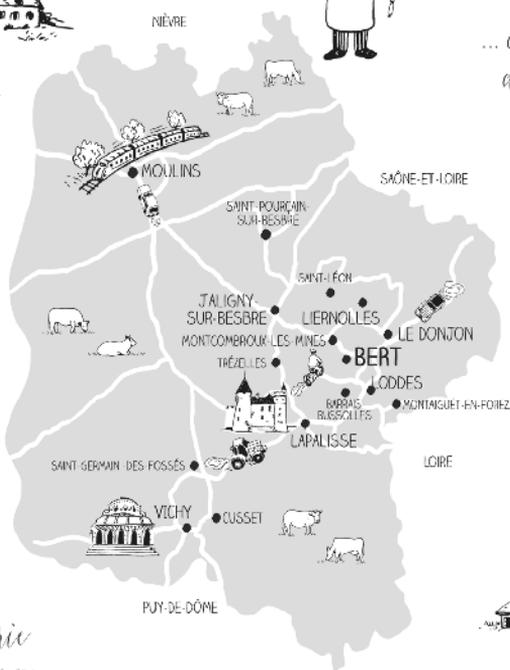 NIÈVRE
... 
MOULINS
SAÔNE-ET-LOIRE
SAINT-POURÇAIN-
SUR-BESBRE
SAINT-LÉON
JALIGNY-
SUR-BESBRE
LIERNOLLES
LE DONJON
MONTCOMBROUX-LES-MINES
BERT
TRÉZELLES
LODDES
BARRAIS
BUSSOLLES
MONTAIGUËT-EN-FOREZ
LAPALISSE
SAINT-GERMAIN-DES-FOSSÉS
LOIRE
VICHY
CUSSET
PUY-DE-DÔME